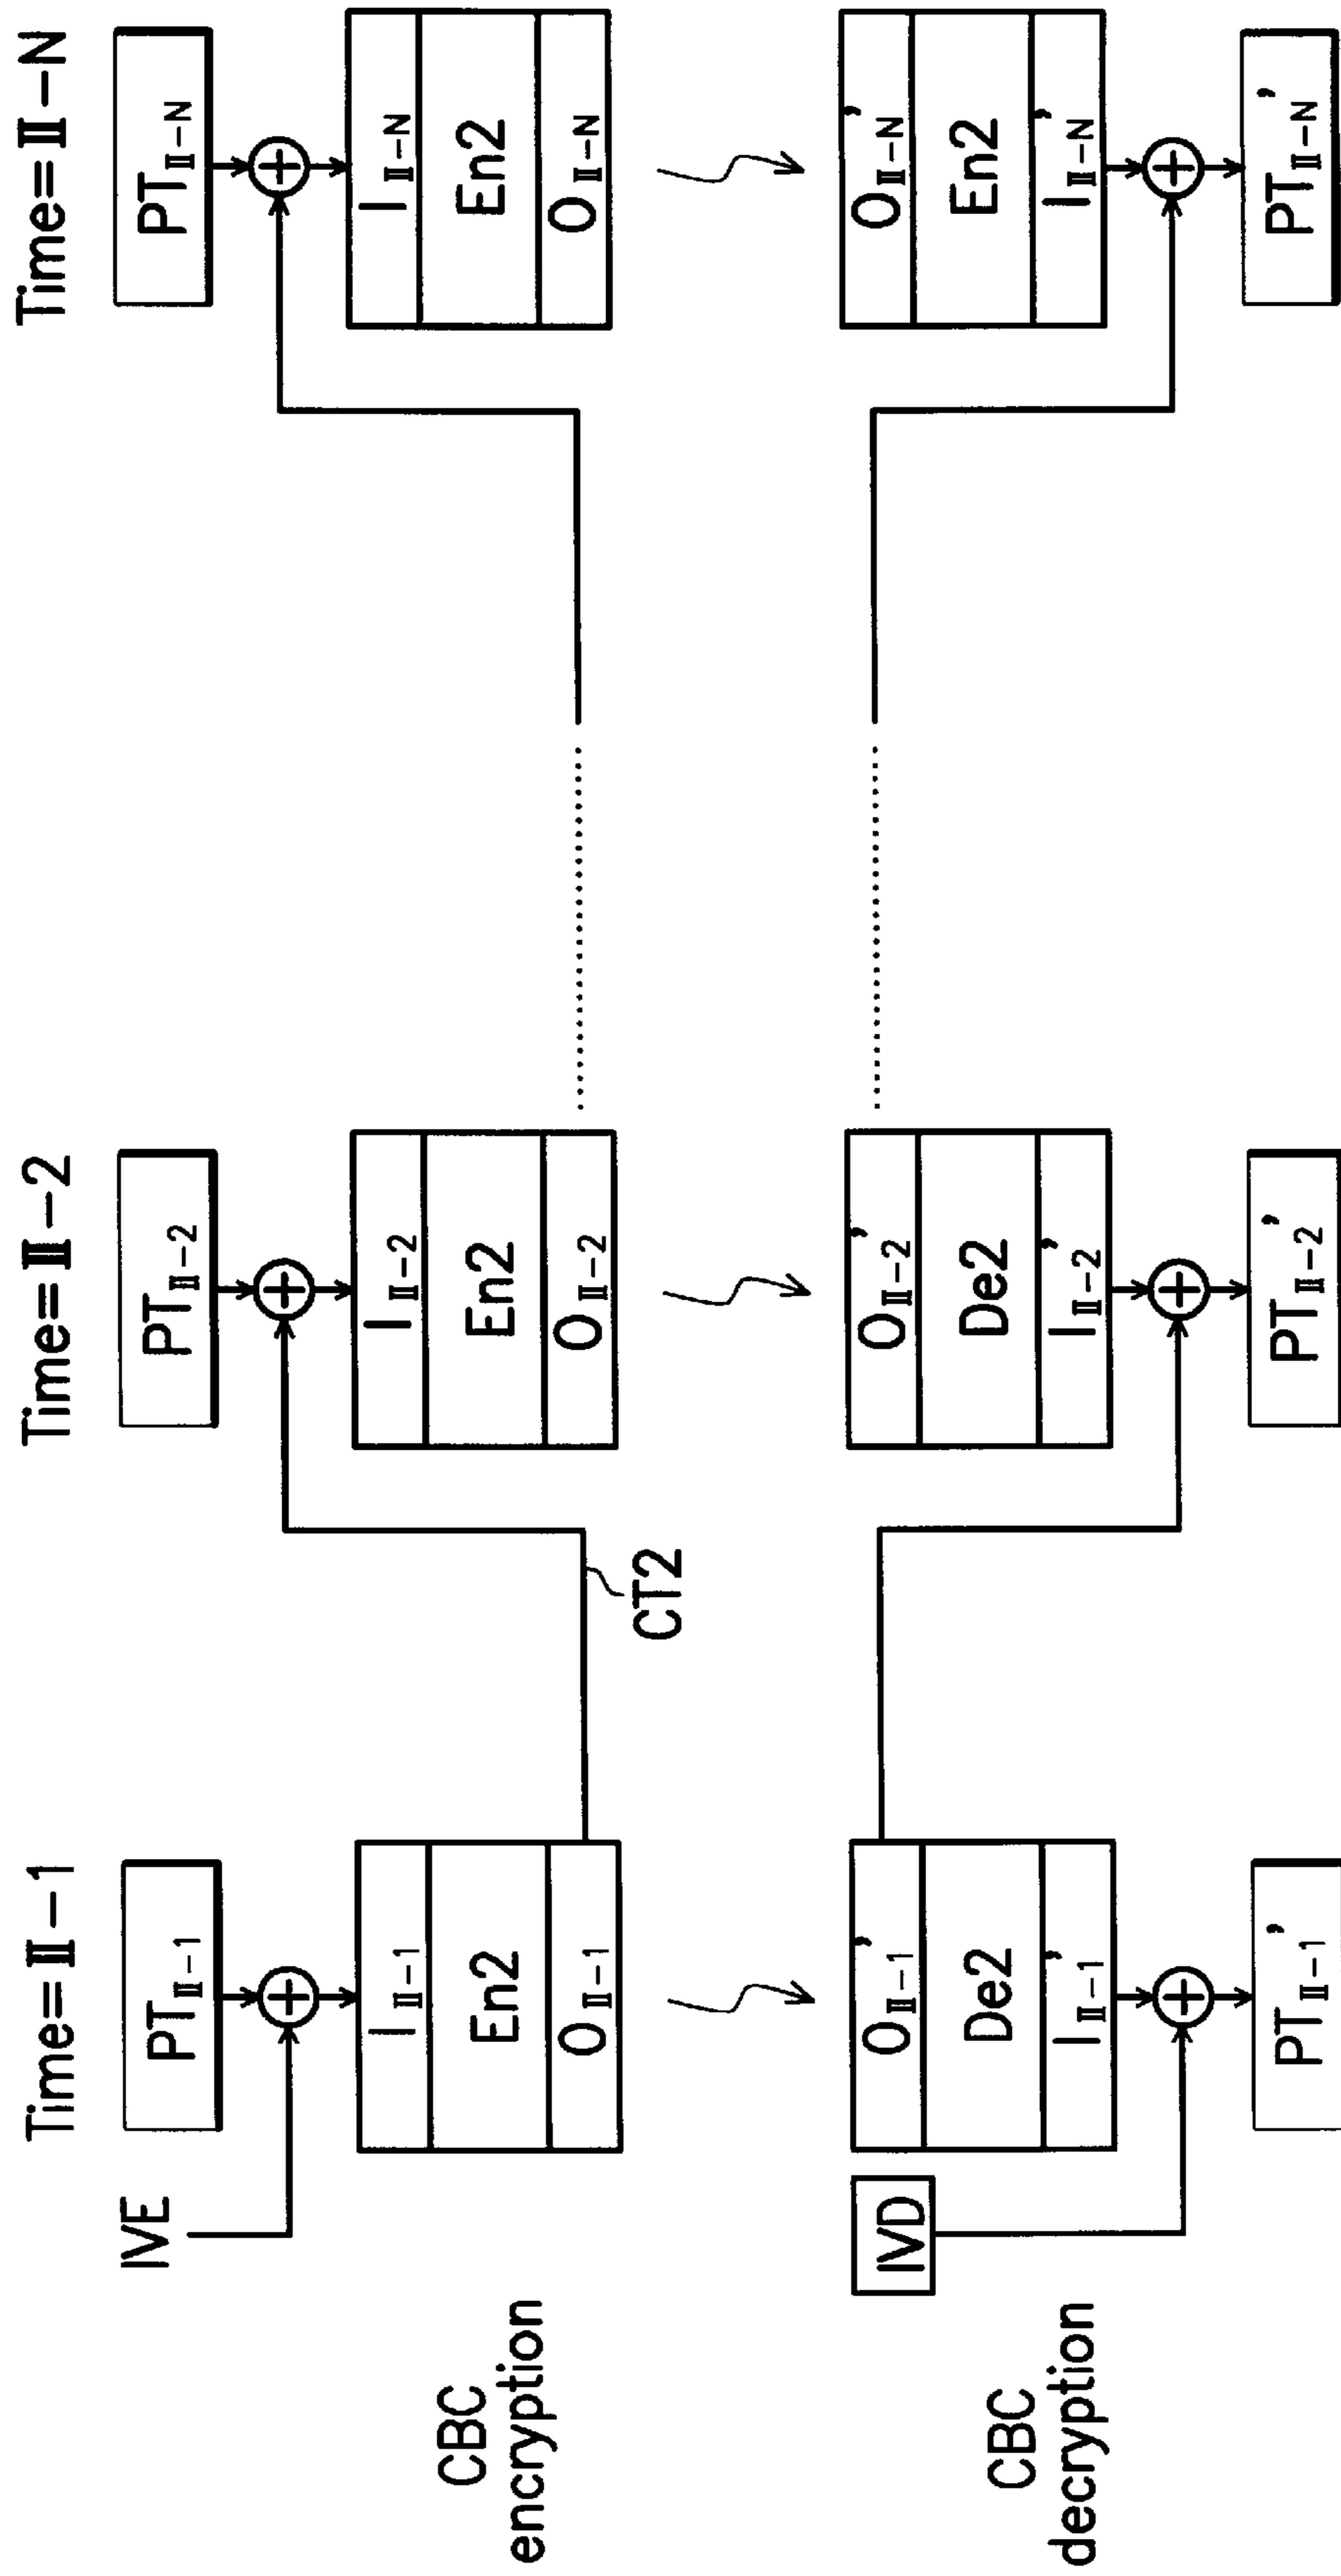 Time=Ⅱ-1
Time=Ⅱ-2
Time=Ⅱ-N
IVE
PTⅡ-1
PTⅡ-2
PTⅡ-N
CBC
encryption
IⅡ-1
En2
OⅡ-1
CT2
IⅡ-2
En2
OⅡ-2
IⅡ-N
En2
OⅡ-N
CBC
decryption
IVD
OⅡ-1'
De2
IⅡ-1'
OⅡ-2'
De2
IⅡ-2'
OⅡ-N'
En2
IⅡ-N'
PTⅡ-1'
PTⅡ-2'
PTⅡ-N'